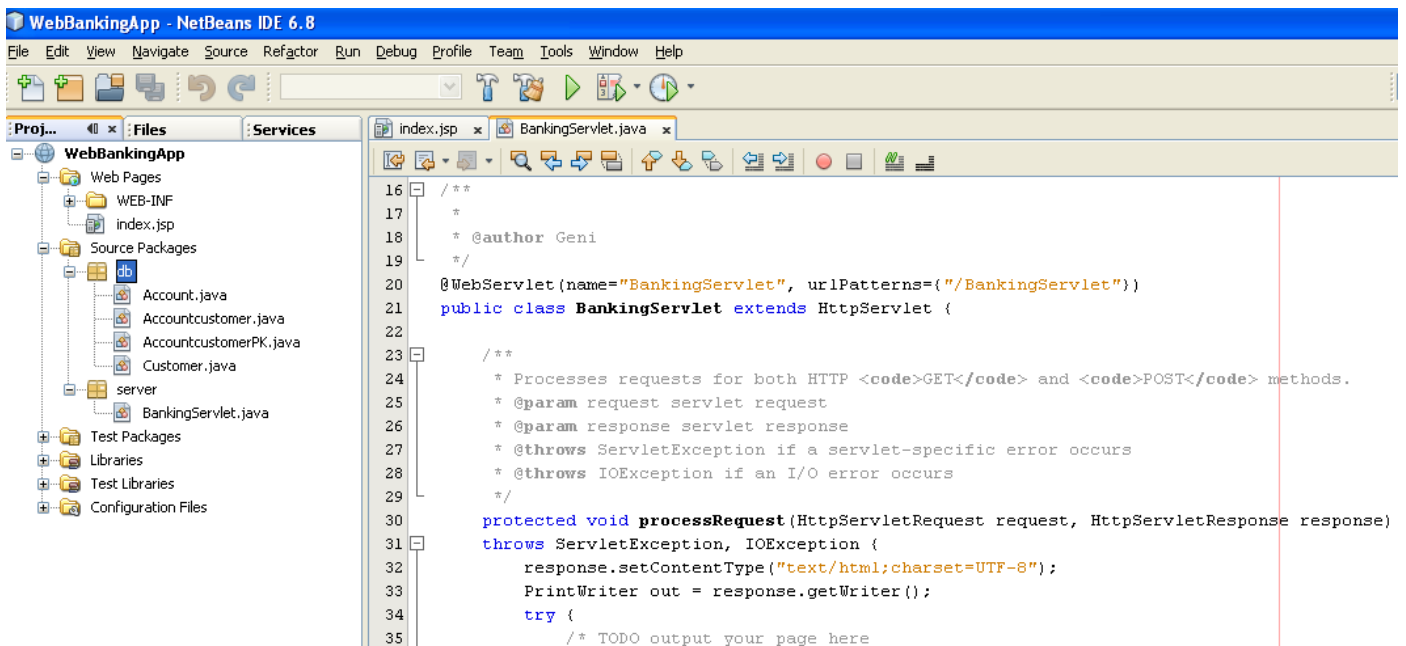 WebBankingApp - NetBeans IDE 6.8
File Edit View Navigate Source Refactor Run Debug Profile Team Tools Window Help
Proj... Files Services
index.jsp BankingServlet.java
WebBankingApp
Web Pages
WEB-INF
index.jsp
Source Packages
db
Account.java
Accountcustomer.java
AccountcustomerPK.java
Customer.java
server
BankingServlet.java
Test Packages
Libraries
Test Libraries
Configuration Files
16 /**
17 *
18 * @author Geni
19 */
20 @WebServlet(name="BankingServlet", urlPatterns={"/BankingServlet"})
21 public class BankingServlet extends HttpServlet {
22
23 /**
24 * Processes requests for both HTTP <code>GET</code> and <code>POST</code> methods.
25 * @param request servlet request
26 * @param response servlet response
27 * @throws ServletException if a servlet-specific error occurs
28 * @throws IOException if an I/O error occurs
29 */
30 protected void processRequest(HttpServletRequest request, HttpServletResponse response)
31 throws ServletException, IOException {
32 response.setContentType("text/html;charset=UTF-8");
33 PrintWriter out = response.getWriter();
34 try {
35 /* TODO output your page here